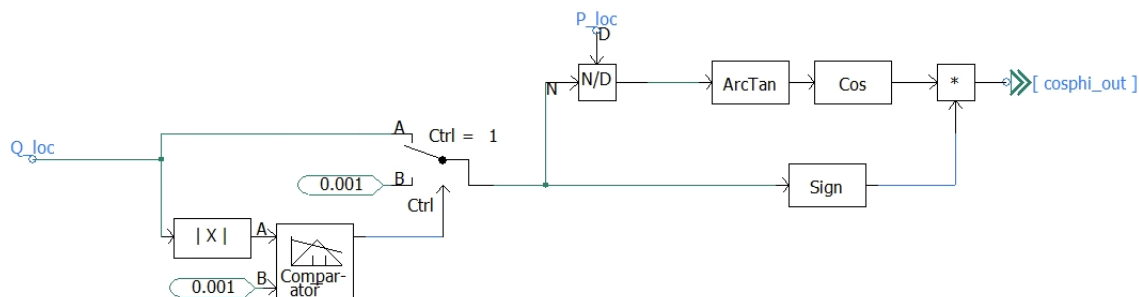 P_loc
D
N
N/D
ArcTan
Cos
*
[ cosphi_out ]
Q_loc
A
Ctrl = 1
B
0.001
Ctrl
Sign
| X |
A
B
0.001
Compar-
ator